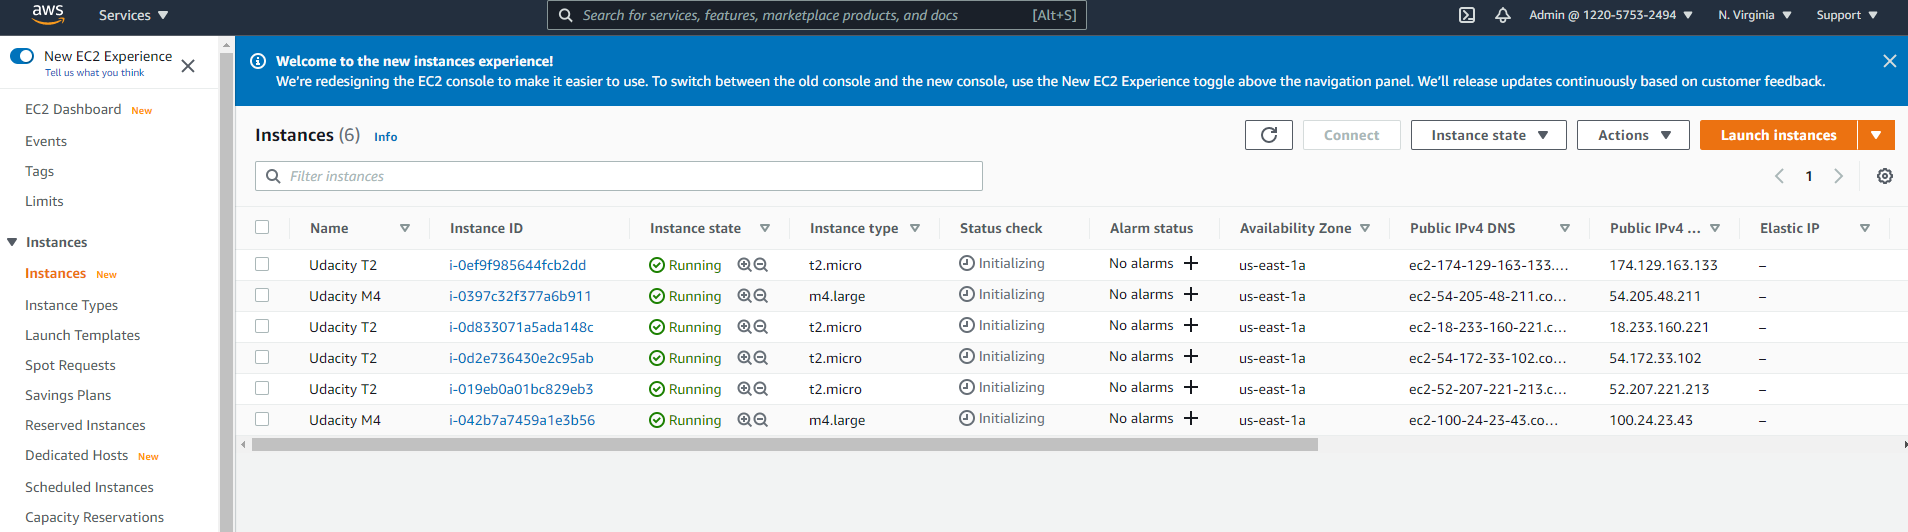 aws Services Search for services, features, marketplace products, and docs [Alt+S] Admin @ 1220-5753-2494 N. Virginia Support
New EC2 Experience
Tell us what you think
EC2 Dashboard New
Events
Tags
Limits
Instances
Instances New
Instance Types
Launch Templates
Spot Requests
Savings Plans
Reserved Instances
Dedicated Hosts New
Scheduled Instances
Capacity Reservations
Welcome to the new instances experience!
We're redesigning the EC2 console to make it easier to use. To switch between the old console and the new console, use the New EC2 Experience toggle above the navigation panel. We'll release updates continuously based on customer feedback.
Instances (6) Info Connect Instance state Actions Launch instances
Filter instances 1
Name Instance ID Instance state Instance type Status check Alarm status Availability Zone Public IPv4 DNS Public IPv4 ... Elastic IP
Udacity T2 i-0ef9f985644fcb2dd Running t2.micro Initializing No alarms + us-east-1a ec2-174-129-163-133.... 174.129.163.133 –
Udacity M4 i-0397c32f377a6b911 Running m4.large Initializing No alarms + us-east-1a ec2-54-205-48-211.co... 54.205.48.211 –
Udacity T2 i-0d833071a5ada148c Running t2.micro Initializing No alarms + us-east-1a ec2-18-233-160-221.c... 18.233.160.221 –
Udacity T2 i-0d2e736430e2c95ab Running t2.micro Initializing No alarms + us-east-1a ec2-54-172-33-102.co... 54.172.33.102 –
Udacity T2 i-019eb0a01bc829eb3 Running t2.micro Initializing No alarms + us-east-1a ec2-52-207-221-213.c... 52.207.221.213 –
Udacity M4 i-042b7a7459a1e3b56 Running m4.large Initializing No alarms + us-east-1a ec2-100-24-23-43.co... 100.24.23.43 –